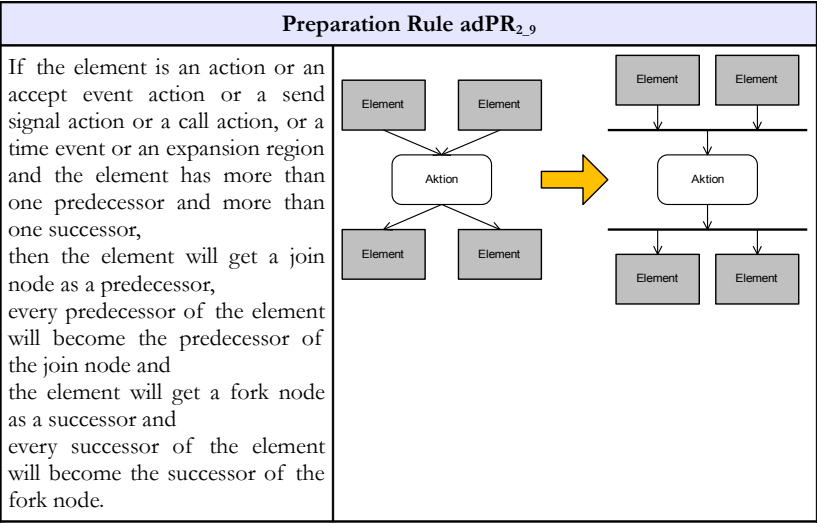 Preparation Rule adPR2_9
If the element is an action or an
accept event action or a send
signal action or a call action, or a
time event or an expansion region
and the element has more than
one predecessor and more than
one successor,
then the element will get a join
node as a predecessor,
every predecessor of the element
will become the predecessor of
the join node and
the element will get a fork node
as a successor and
every successor of the element
will become the successor of the
fork node.
Element Element
Aktion
Element Element
Element Element
Aktion
Element Element